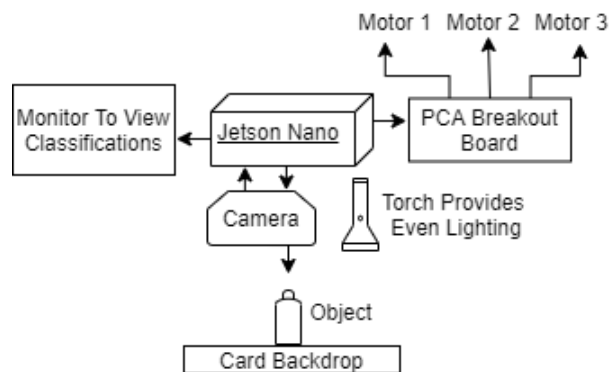 Motor 1 Motor 2 Motor 3
Monitor To View
Classifications
Jetson Nano
PCA Breakout
Board
Camera
Torch Provides
Even Lighting
Object
Card Backdrop